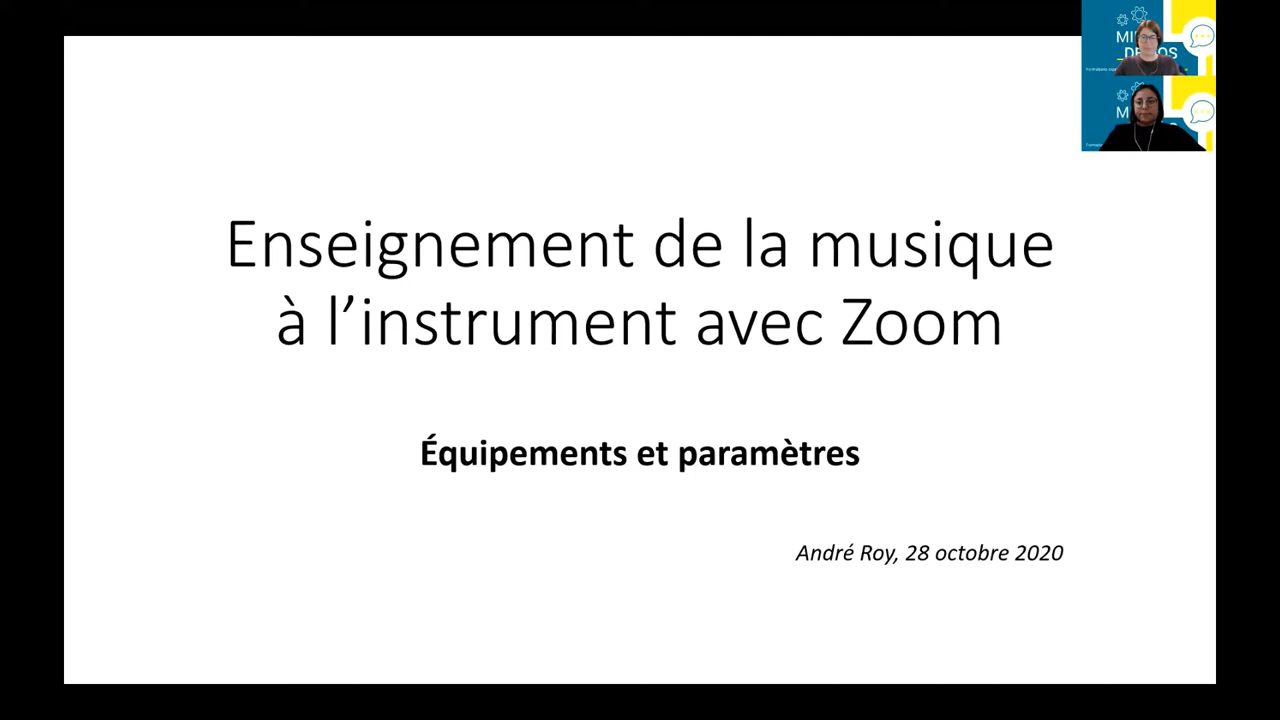 Enseignement de la musique
à l’instrument avec Zoom
Équipements et paramètres
André Roy, 28 octobre 2020